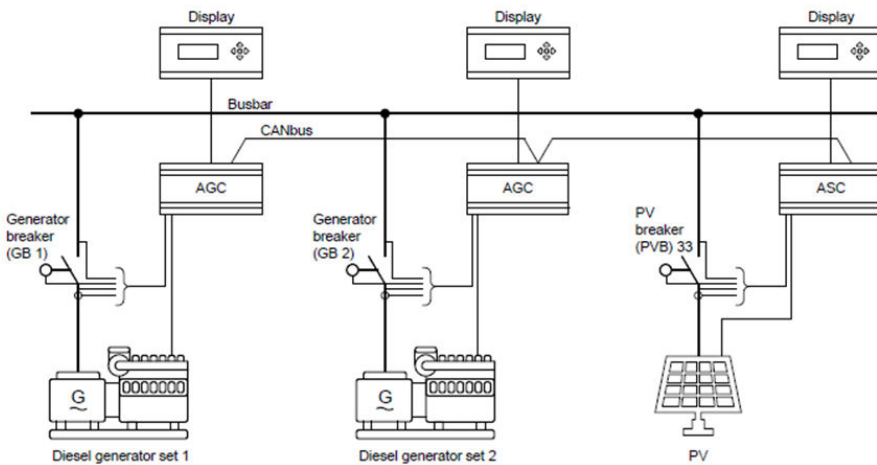 Display
Display
Display
Busbar
CANbus
AGC
AGC
ASC
Generator
breaker
(GB 1)
Generator
breaker
(GB 2)
PV
breaker
(PVB) 33
G
G
Diesel generator set 1
Diesel generator set 2
PV